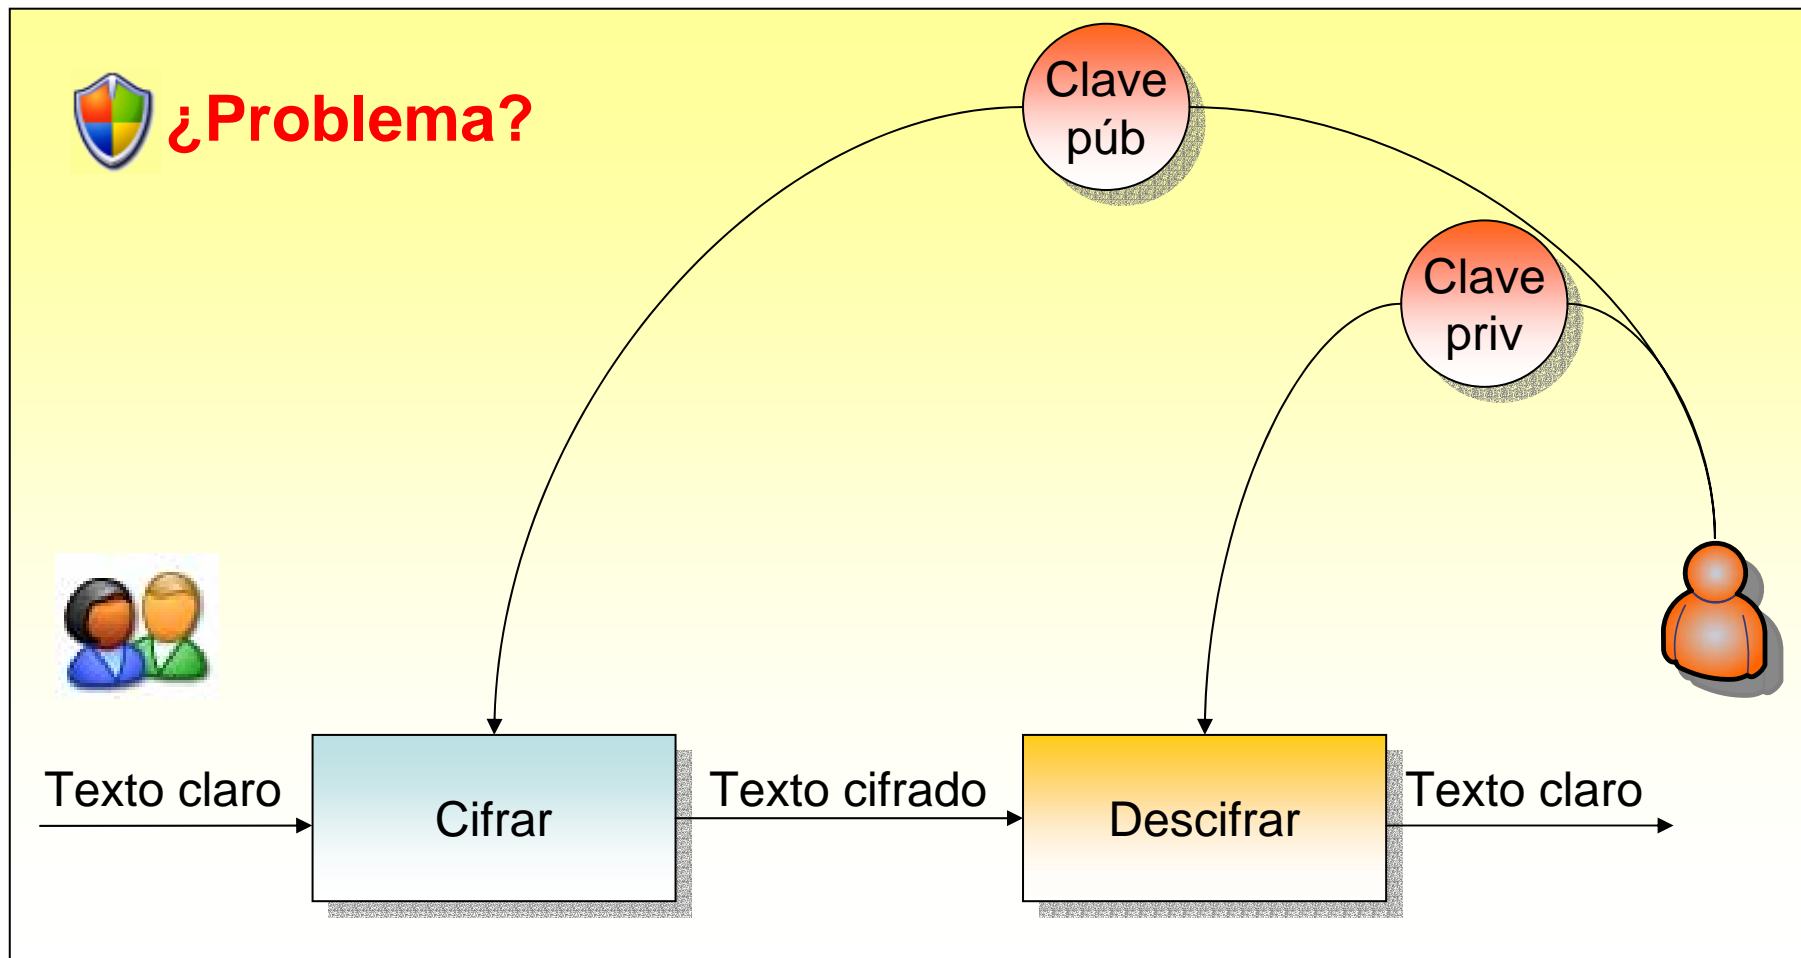 ¿Problema?
Clave
púb
Clave
priv
Texto claro
Cifrar
Texto cifrado
Descifrar
Texto claro